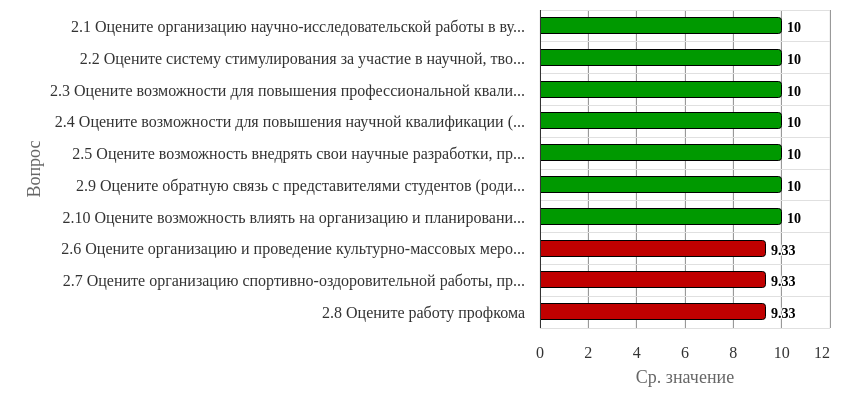 2.1 Оцените организацию научно-исследовательской работы в ву... 10
2.2 Оцените систему стимулирования за участие в научной, тво... 10
2.3 Оцените возможности для повышения профессиональной квали... 10
2.4 Оцените возможности для повышения научной квалификации (... 10
2.5 Оцените возможность внедрять свои научные разработки, пр... 10
2.9 Оцените обратную связь с представителями студентов (роди... 10
2.10 Оцените возможность влиять на организацию и планировани... 10
2.6 Оцените организацию и проведение культурно-массовых меро... 9.33
2.7 Оцените организацию спортивно-оздоровительной работы, пр... 9.33
2.8 Оцените работу профкома 9.33
Вопрос
0 2 4 6 8 10 12
Ср. значение